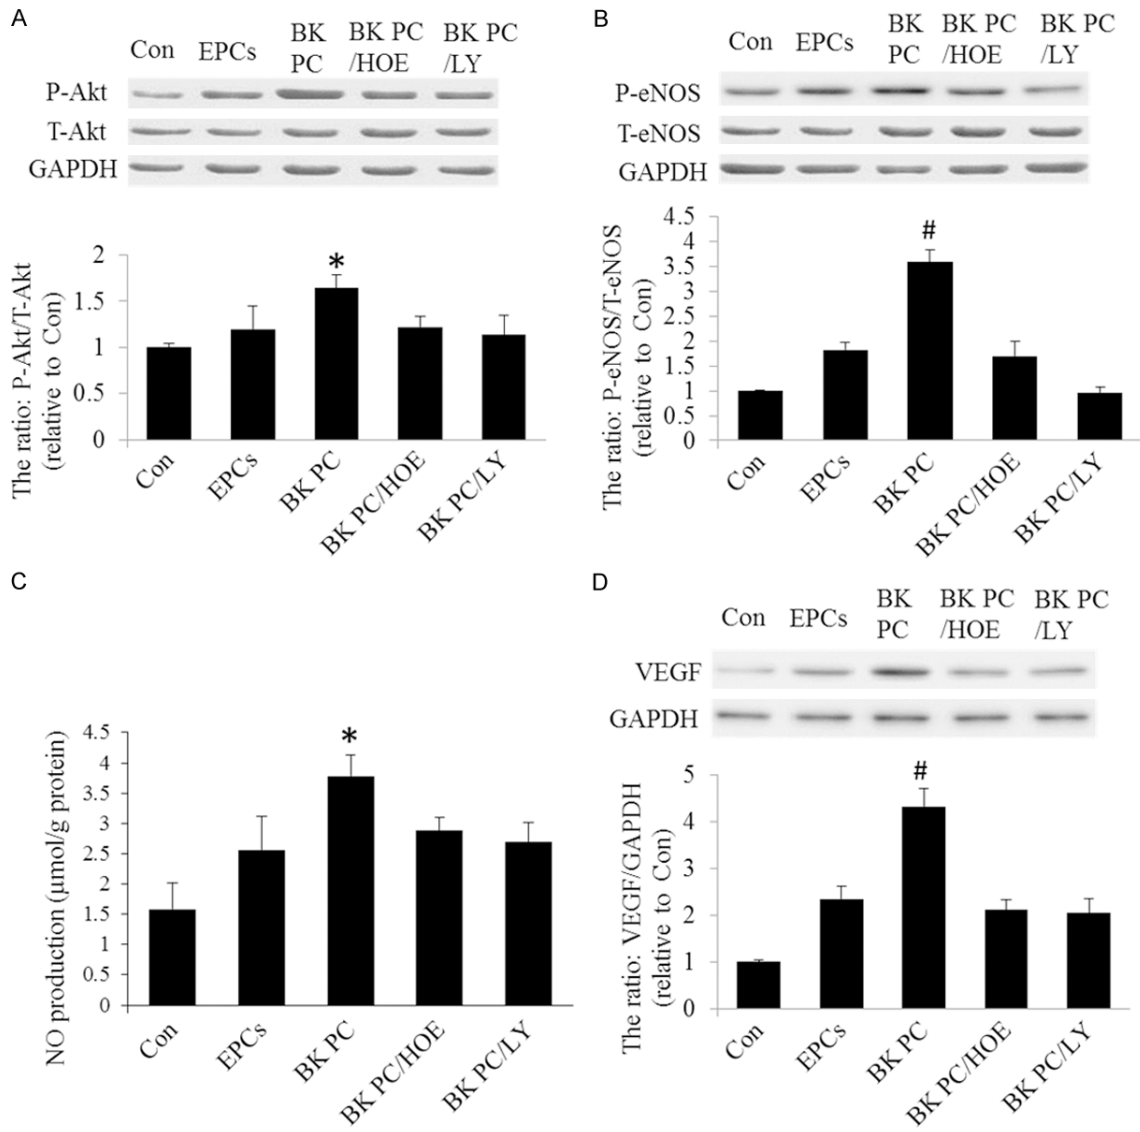 A
Con EPCs BK PC BK PC /HOE BK PC /LY
P-Akt
T-Akt
GAPDH
The ratio: P-Akt/T-Akt
(relative to Con)
2
1.5
1
0.5
0
*
Con EPCs BK PC BK PC/HOE BK PC/LY
B
Con EPCs BK PC BK PC /HOE BK PC /LY
P-eNOS
T-eNOS
GAPDH
The ratio: P-eNOS/T-eNOS
(relative to Con)
4.5
4
3.5
3
2.5
2
1.5
1
0.5
0
#
Con EPCs BK PC BK PC/HOE BK PC/LY
C
NO production (μmol/g protein)
4.5
4
3.5
3
2.5
2
1.5
1
0.5
0
*
Con EPCs BK PC BK PC/HOE BK PC/LY
D
Con EPCs BK PC BK PC /HOE BK PC /LY
VEGF
GAPDH
The ratio: VEGF/GAPDH
(relative to Con)
5
4
3
2
1
0
#
Con EPCs BK PC BK PC/HOE BK PC/LY